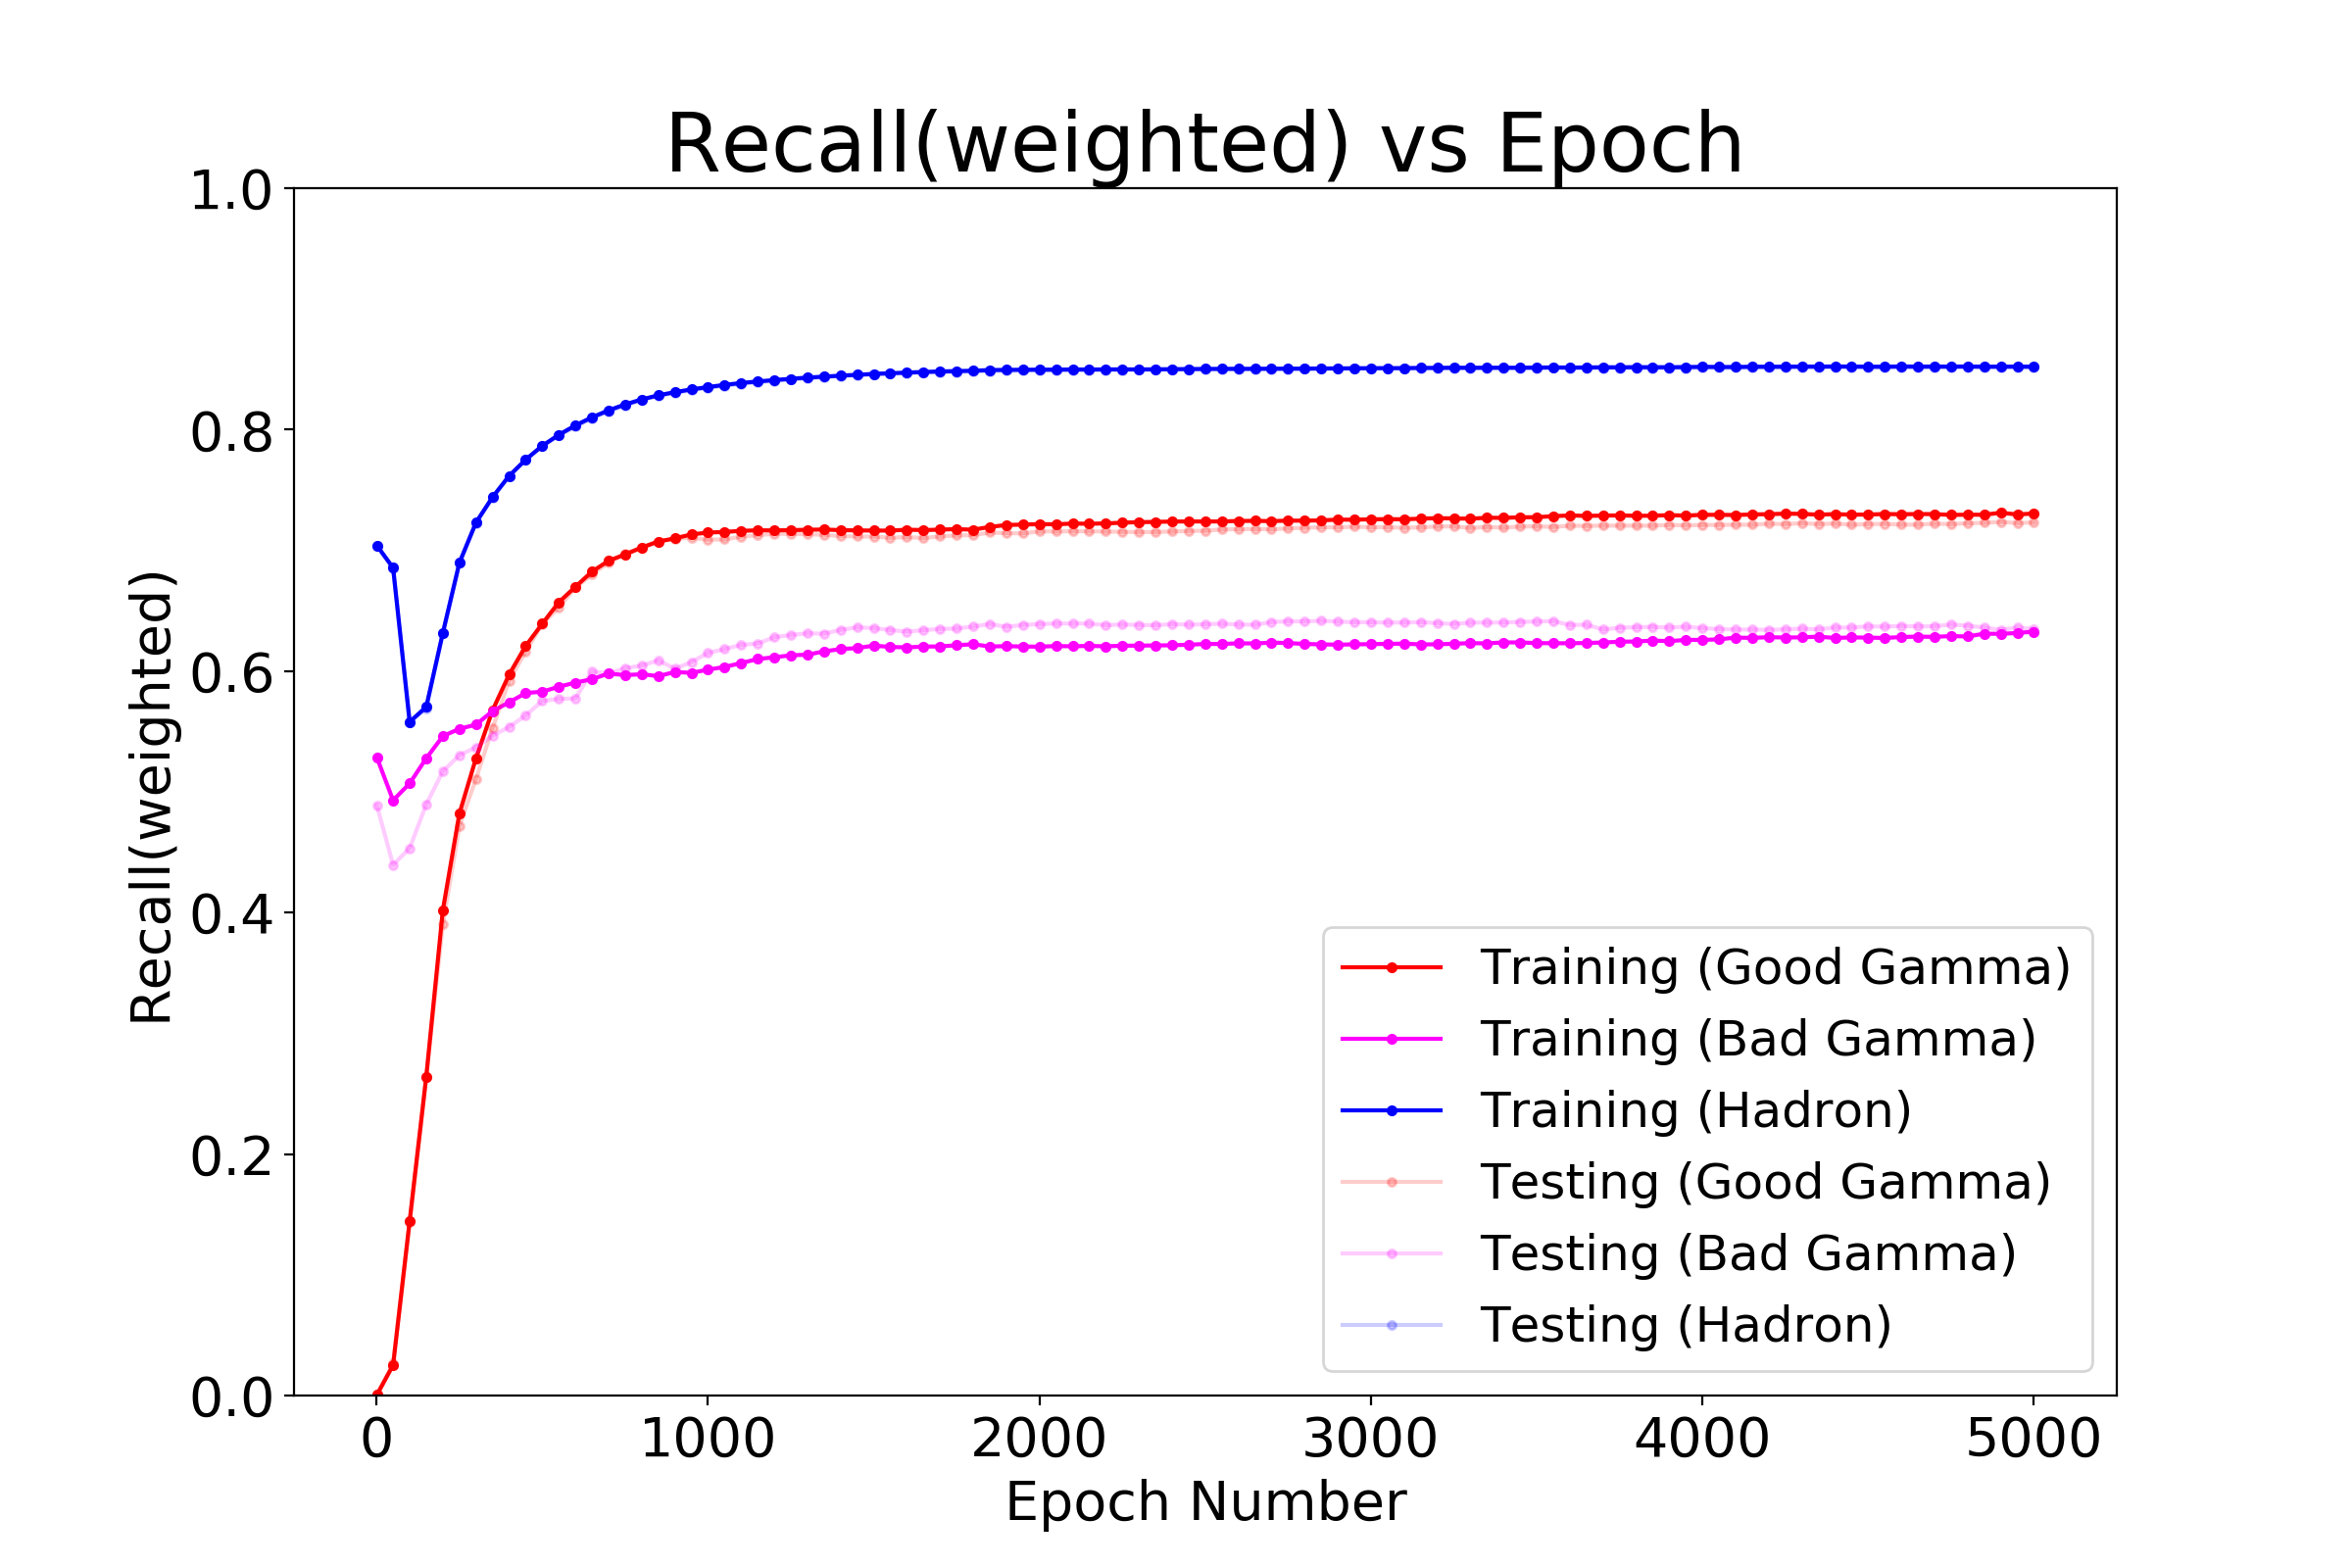 Recall(weighted) vs Epoch
1.0
0.8
0.6
0.4
0.2
0.0
Recall(weighted)
Training (Good Gamma)
Training (Bad Gamma)
Training (Hadron)
Testing (Good Gamma)
Testing (Bad Gamma)
Testing (Hadron)
0 1000 2000 3000 4000 5000
Epoch Number